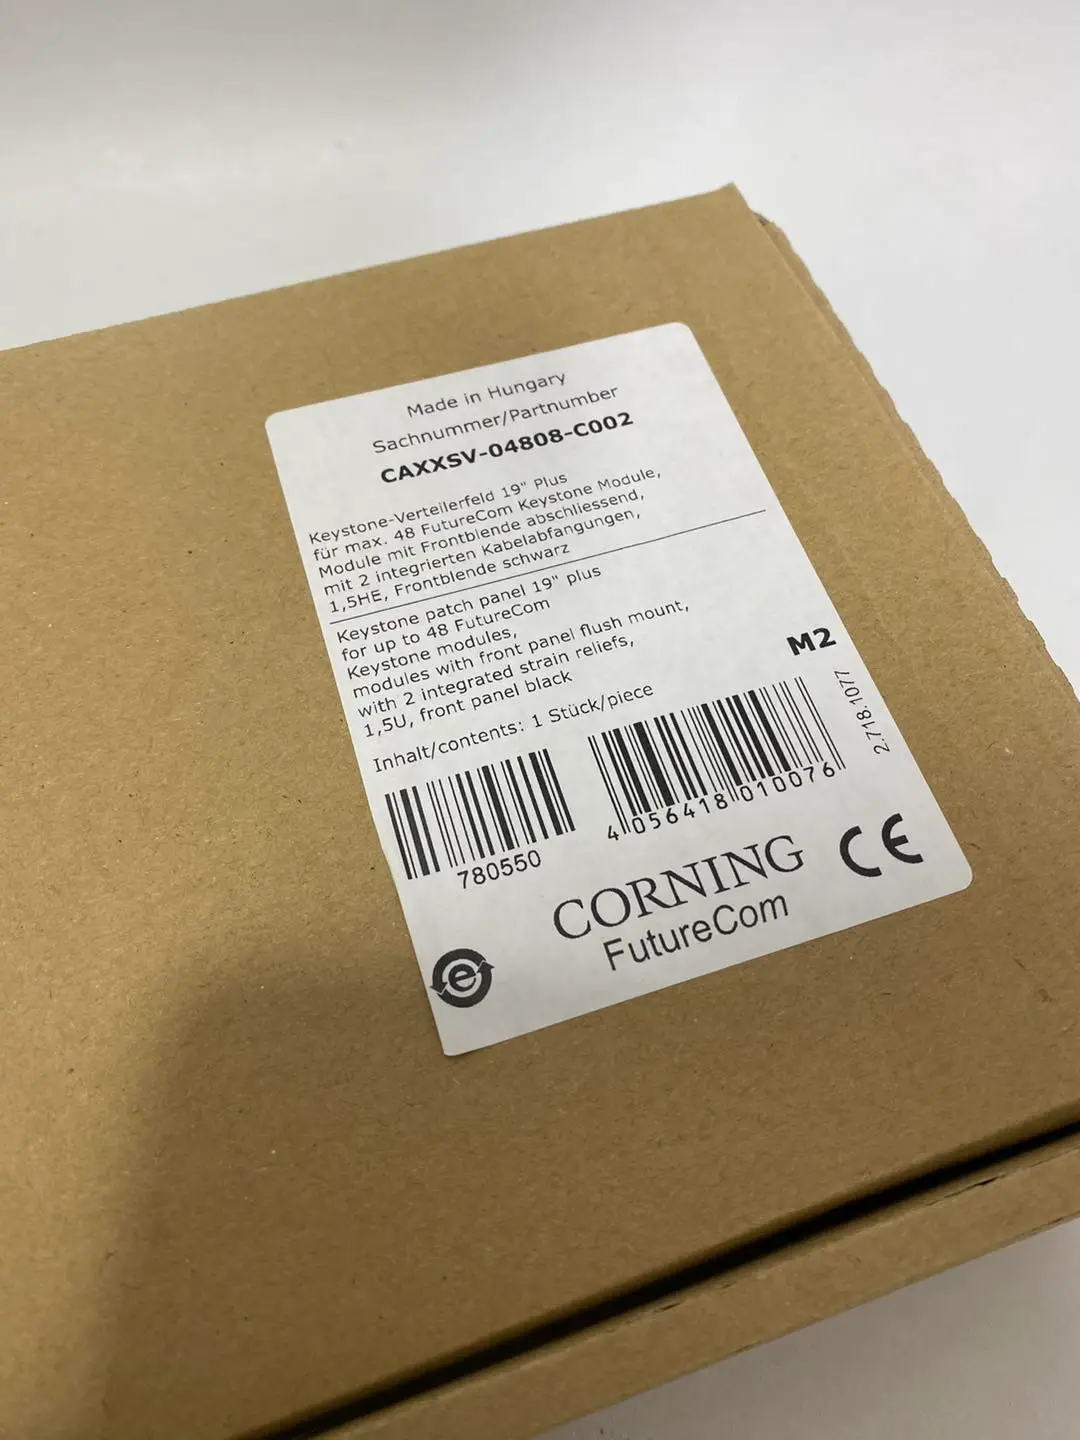 Made in Hungary
Sachnummer/Partnumber
CAXXSV-04808-C002
Keystone-Verteilerfeld 19" Plus
für max. 48 FutureCom Keystone Module,
Module mit Frontblende abschliessend,
mit 2 integrierten Kabelabfangungen,
1,5HE, Frontblende schwarz
Keystone patch panel 19" plus
for up to 48 FutureCom
Keystone modules,
modules with front panel flush mount,
with 2 integrated strain reliefs,
1,5U, front panel black
M2
Inhalt/contents: 1 Stück/piece
2.718.1077
780550
4 056418 010076
CORNING
FutureCom
CE
e